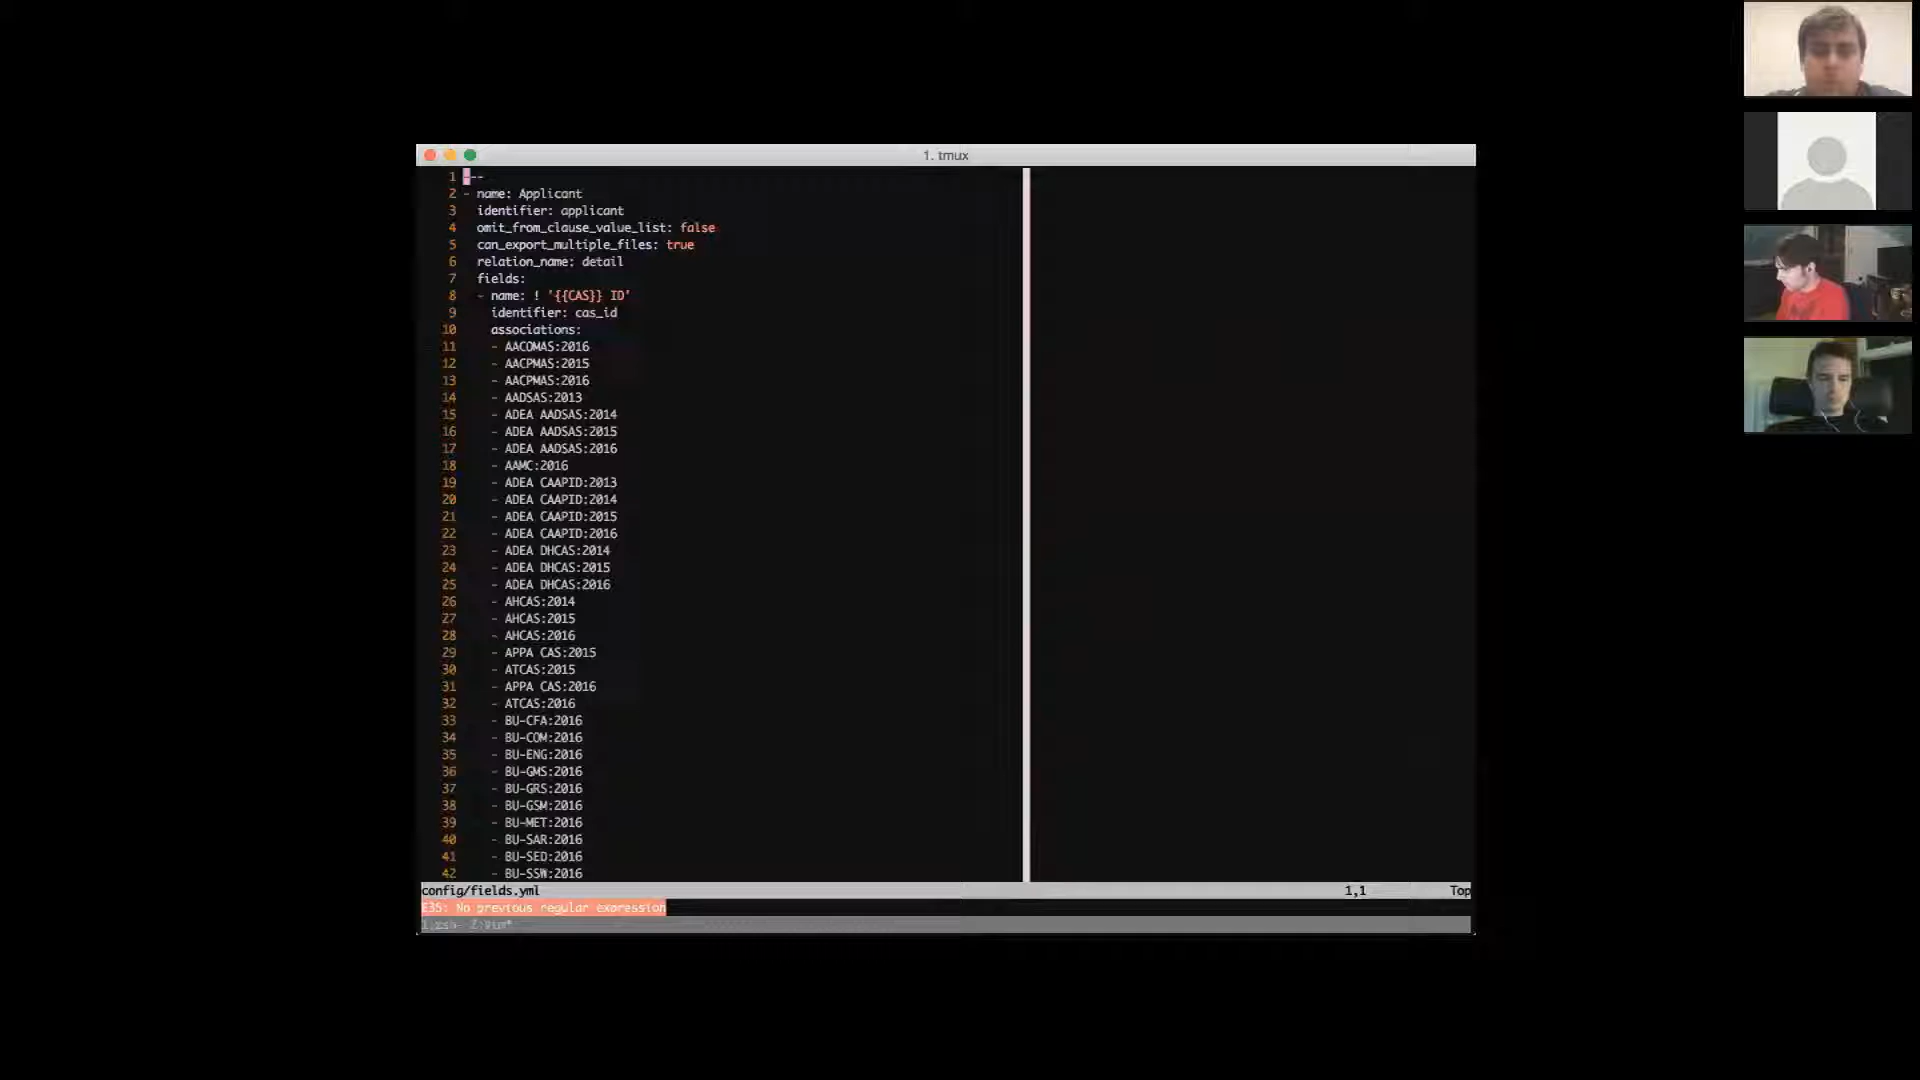 1. tmux
1 ---
2 - name: Applicant
3 identifier: applicant
4 omit_from_clause_value_list: false
5 can_export_multiple_files: true
6 relation_name: detail
7 fields:
8 - name: ! '{{CAS}} ID'
9 identifier: cas_id
10 associations:
11 - AACOMAS:2016
12 - AACPMAS:2015
13 - AACPMAS:2016
14 - AADSAS:2013
15 - ADEA AADSAS:2014
16 - ADEA AADSAS:2015
17 - ADEA AADSAS:2016
18 - AAMC:2016
19 - ADEA CAAPID:2013
20 - ADEA CAAPID:2014
21 - ADEA CAAPID:2015
22 - ADEA CAAPID:2016
23 - ADEA DHCAS:2014
24 - ADEA DHCAS:2015
25 - ADEA DHCAS:2016
26 - AHCAS:2014
27 - AHCAS:2015
28 - AHCAS:2016
29 - APPA CAS:2015
30 - ATCAS:2015
31 - APPA CAS:2016
32 - ATCAS:2016
33 - BU-CFA:2016
34 - BU-COM:2016
35 - BU-ENG:2016
36 - BU-GMS:2016
37 - BU-GRS:2016
38 - BU-GSM:2016
39 - BU-MET:2016
40 - BU-SAR:2016
41 - BU-SED:2016
42 - BU-SSW:2016
config/fields.yml 1,1 Top
E35: No previous regular expression
1:zsh- 2:vim*